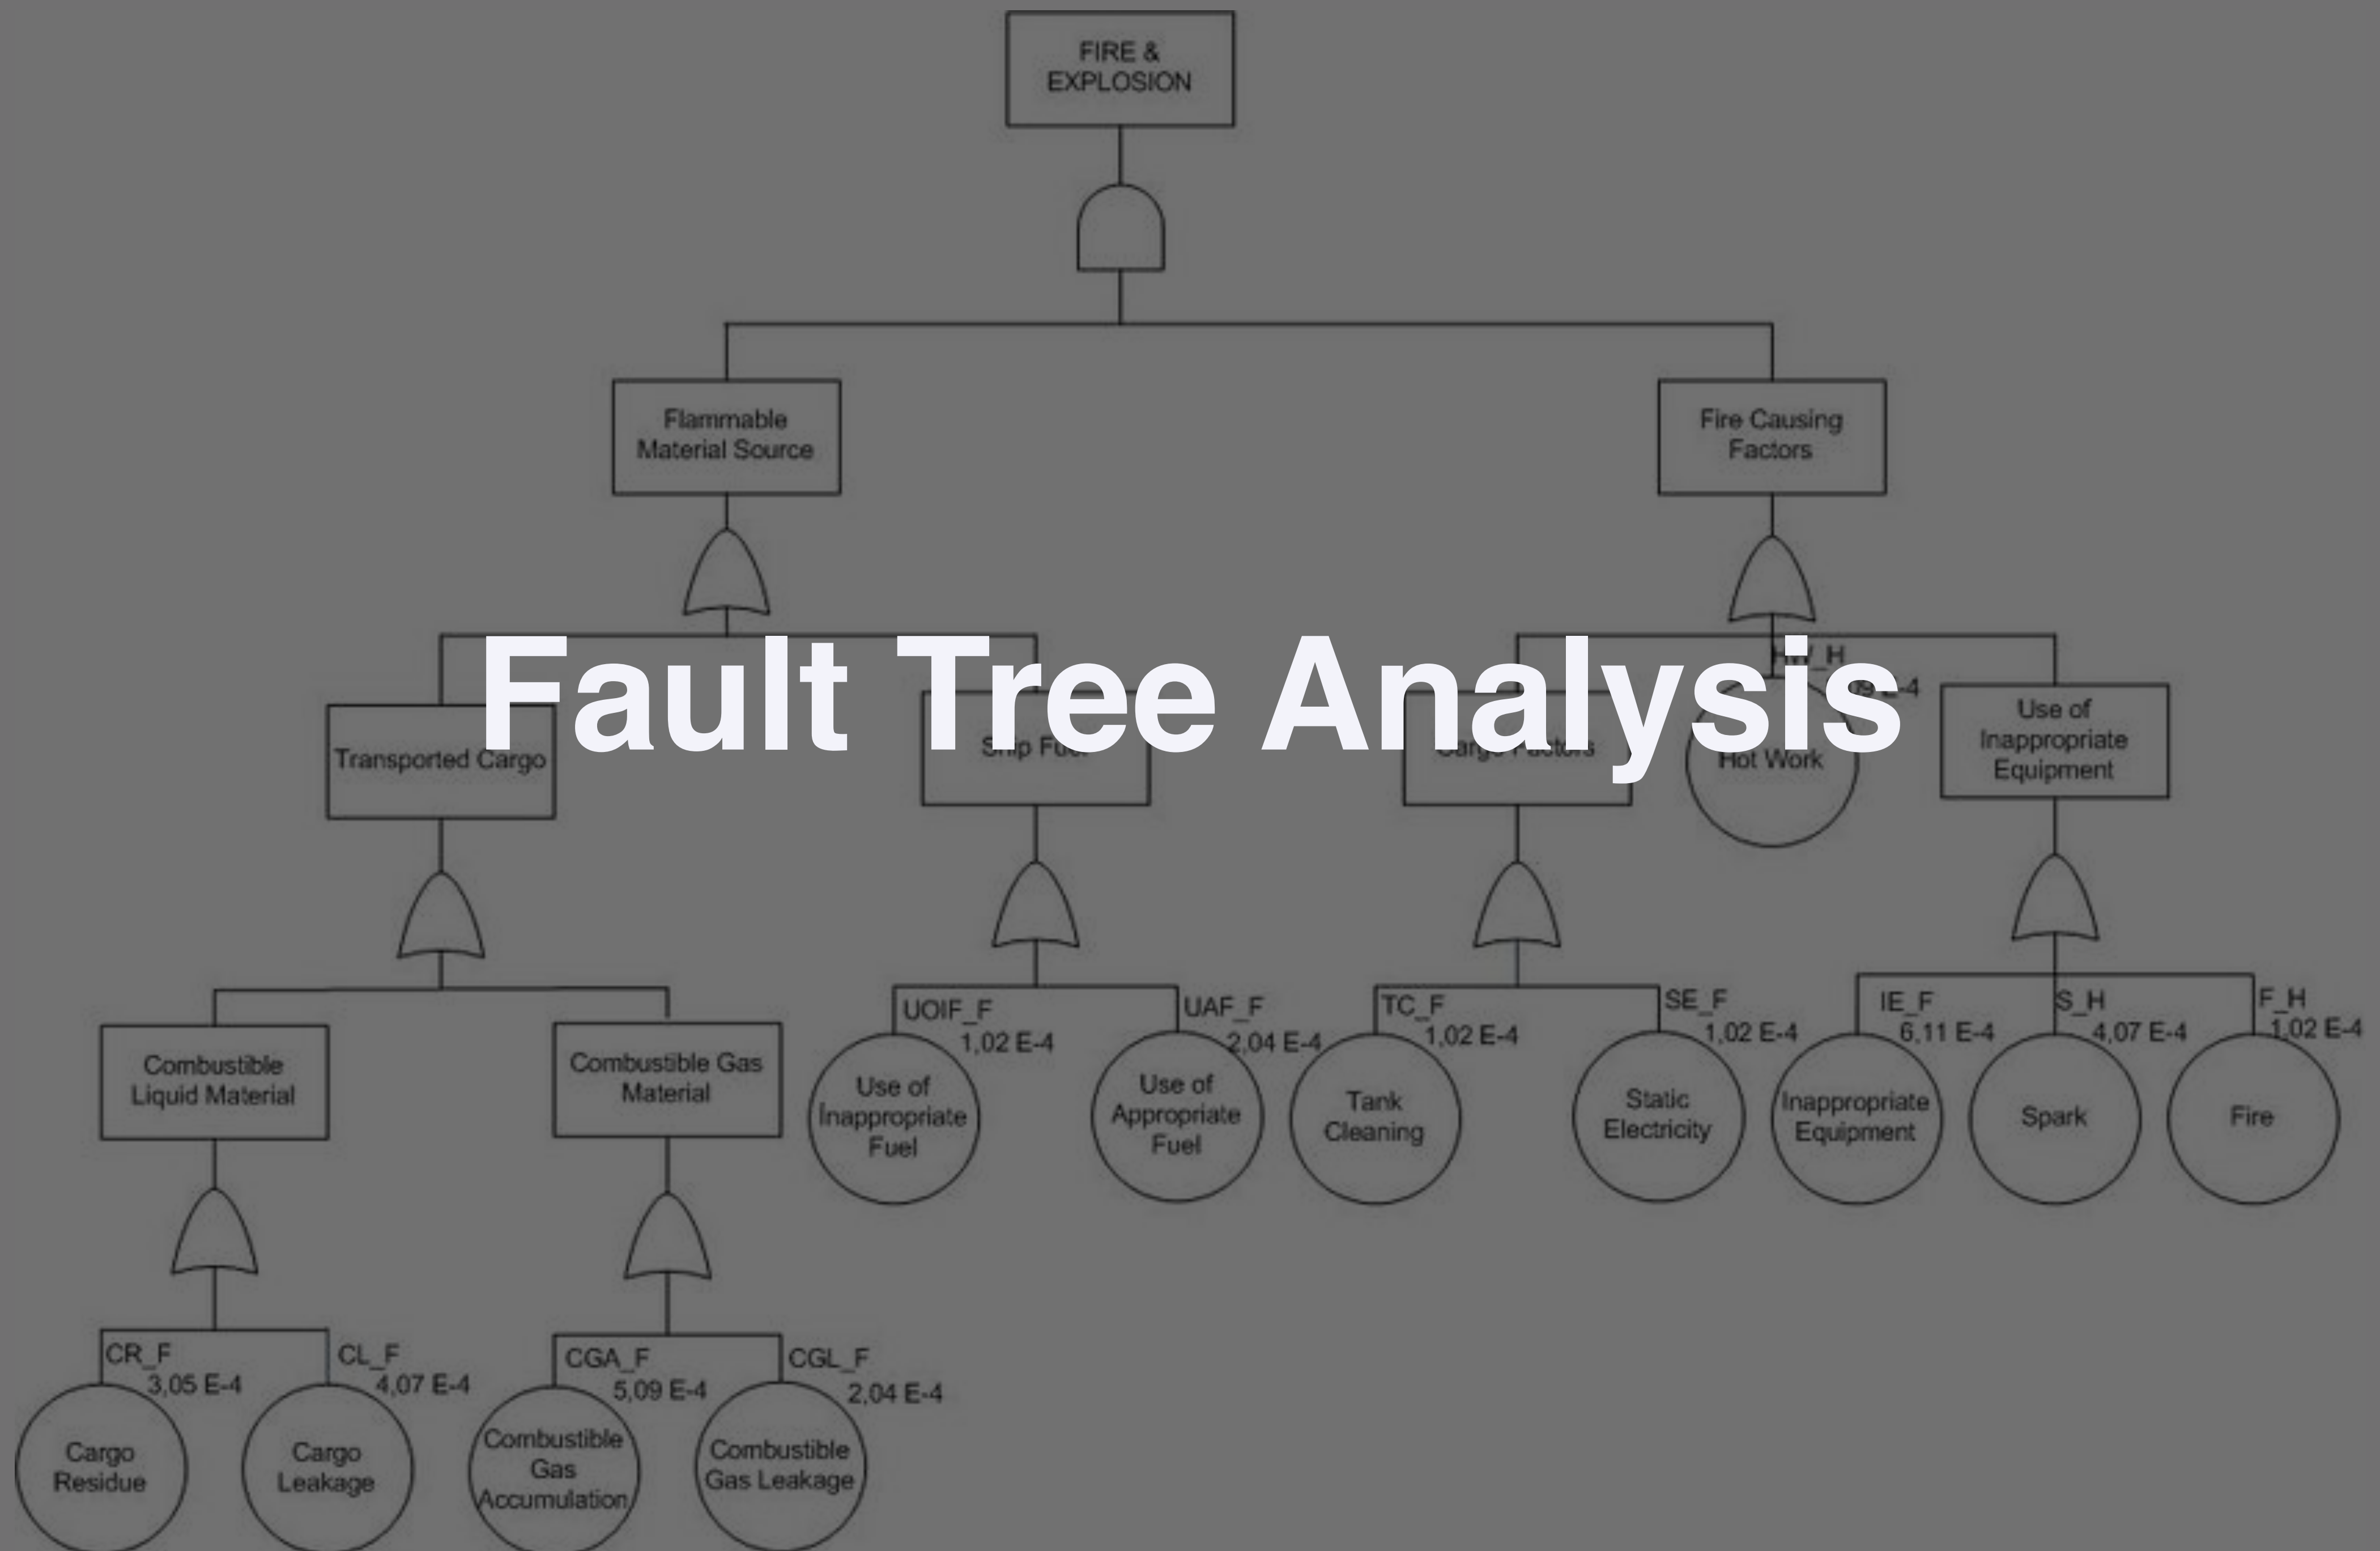 FIRE &
EXPLOSION
Flammable
Material Source
Fire Causing
Factors
Fault Tree Analysis
Transported Cargo
Ship
Cargo Factors
Hot Work
Use of
Inappropriate
Equipment
Combustible
Liquid Material
Combustible Gas
Material
UOIF_F
1,02 E-4
Use of
Inappropriate
Fuel
UAF_F
2,04 E-4
Use of
Appropriate
Fuel
TC_F
1,02 E-4
Tank
Cleaning
SE_F
1,02 E-4
Static
Electricity
IE_F
6,11 E-4
Inappropriate
Equipment
S_H
4,07 E-4
Spark
F_H
1,02 E-4
Fire
CR_F
3,05 E-4
Cargo
Residue
CL_F
4,07 E-4
Cargo
Leakage
CGA_F
5,09 E-4
Combustible
Gas
Accumulation
CGL_F
2,04 E-4
Combustible
Gas Leakage